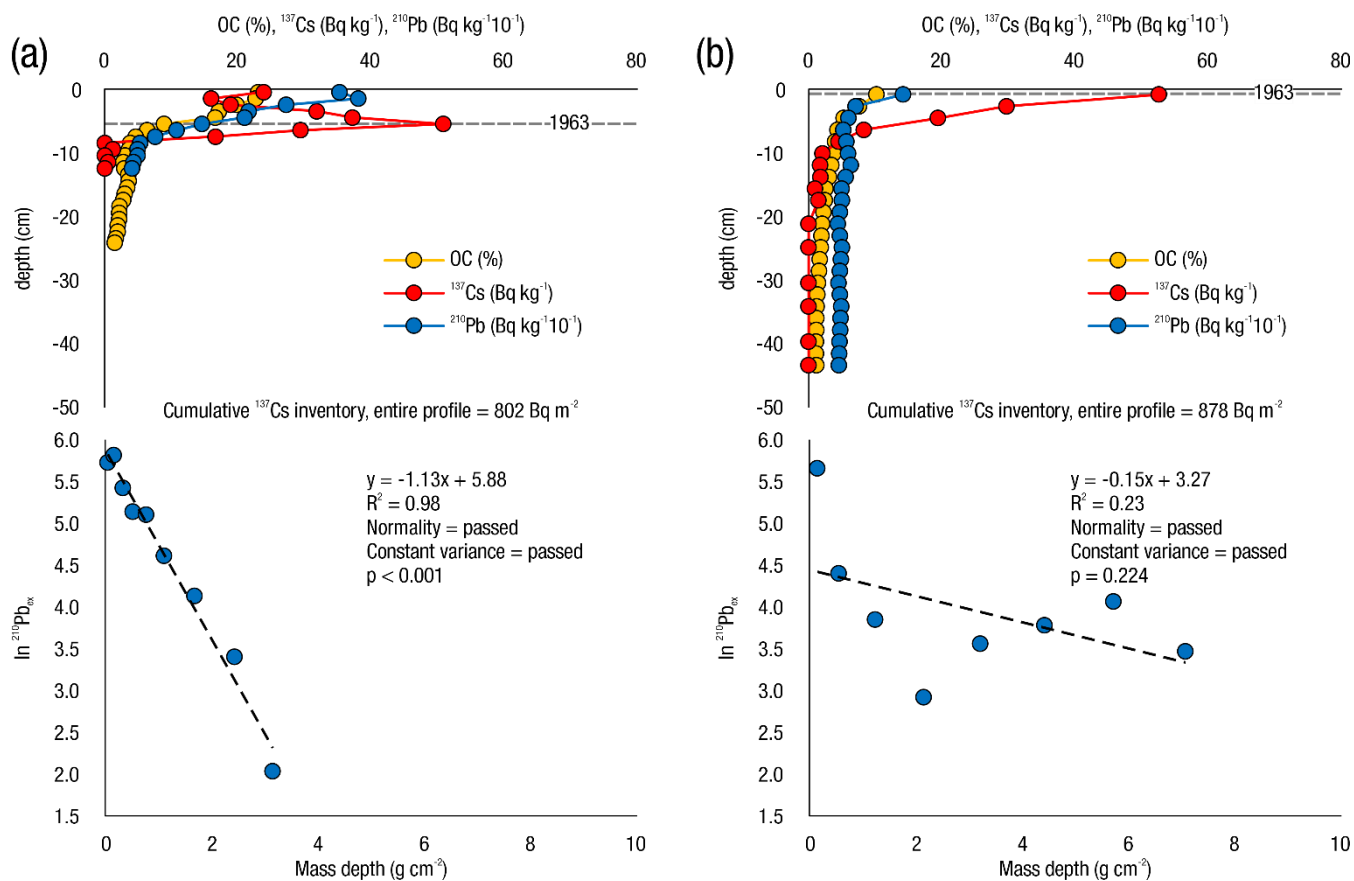 (a)
OC (%), ¹³⁷Cs (Bq kg⁻¹), ²¹⁰Pb (Bq kg⁻¹10⁻¹)
0 20 40 60 80
0
-10
-20
-30
-40
-50
depth (cm)
1963
OC (%)
¹³⁷Cs (Bq kg⁻¹)
²¹⁰Pb (Bq kg⁻¹10⁻¹)
Cumulative ¹³⁷Cs inventory, entire profile = 802 Bq m⁻²
6.0
5.5
5.0
4.5
4.0
3.5
3.0
2.5
2.0
1.5
ln ²¹⁰Pbₑₓ
y = -1.13x + 5.88
R² = 0.98
Normality = passed
Constant variance = passed
p < 0.001
0 2 4 6 8 10
Mass depth (g cm⁻²)
(b)
OC (%), ¹³⁷Cs (Bq kg⁻¹), ²¹⁰Pb (Bq kg⁻¹10⁻¹)
0 20 40 60 80
0
-10
-20
-30
-40
-50
depth (cm)
1963
OC (%)
¹³⁷Cs (Bq kg⁻¹)
²¹⁰Pb (Bq kg⁻¹10⁻¹)
Cumulative ¹³⁷Cs inventory, entire profile = 878 Bq m⁻²
6.0
5.5
5.0
4.5
4.0
3.5
3.0
2.5
2.0
1.5
ln ²¹⁰Pbₑₓ
y = -0.15x + 3.27
R² = 0.23
Normality = passed
Constant variance = passed
p = 0.224
0 2 4 6 8 10
Mass depth (g cm⁻²)